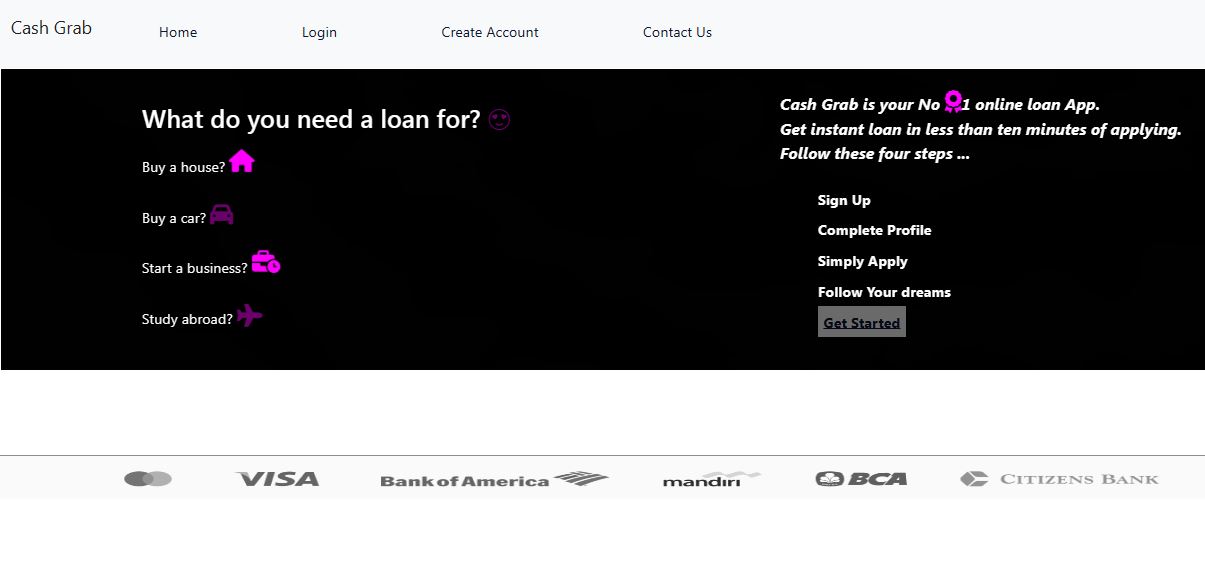 Cash Grab
Home
Login
Create Account
Contact Us
What do you need a loan for?
Buy a house?
Buy a car?
Start a business?
Study abroad?
Cash Grab is your No 1 online loan App.
Get instant loan in less than ten minutes of applying.
Follow these four steps ...
Sign Up
Complete Profile
Simply Apply
Follow Your dreams
Get Started
VISA
Bank of America
mandiri
BCA
CITIZENS BANK